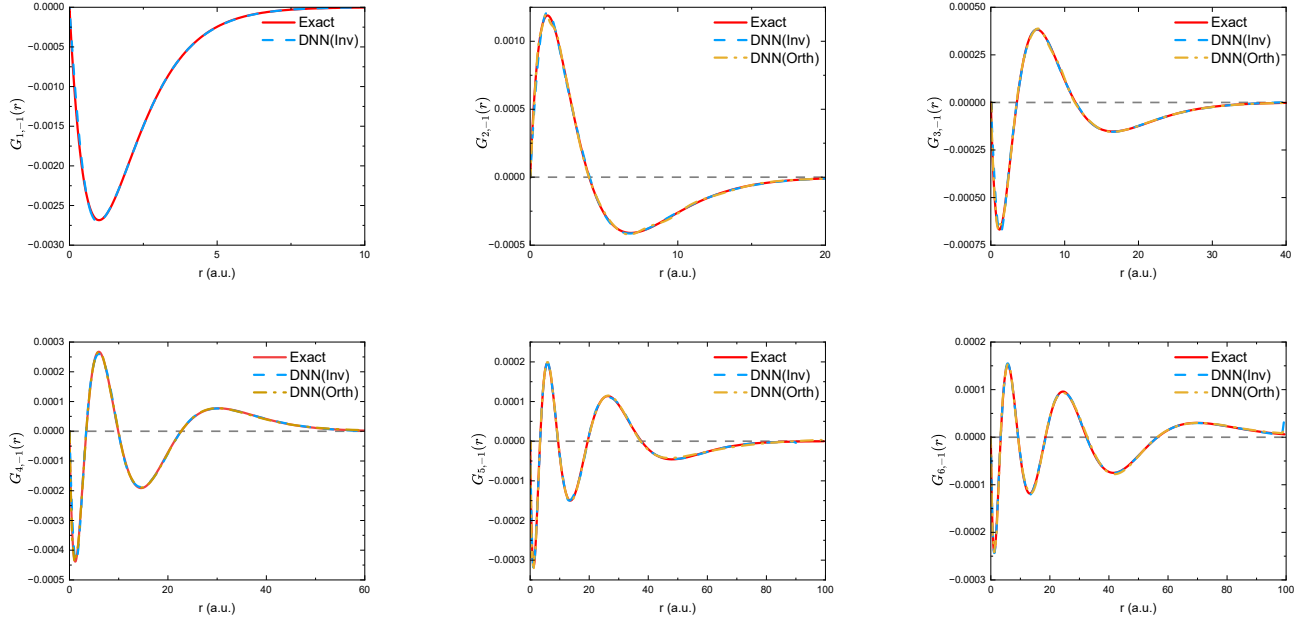 0.0000
−0.0005
−0.0010
−0.0015
−0.0020
−0.0025
−0.0030
G1,−1(r)
Exact
DNN(Inv)
0
5
10
r (a.u.)
0.0010
0.0005
0.0000
−0.0005
G2,−1(r)
Exact
DNN(Inv)
DNN(Orth)
0
10
20
r (a.u.)
0.00050
0.00025
0.00000
−0.00025
−0.00050
−0.00075
G3,−1(r)
Exact
DNN(Inv)
DNN(Orth)
0
10
20
30
40
r (a.u.)
0.0003
0.0002
0.0001
0.0000
−0.0001
−0.0002
−0.0003
−0.0004
−0.0005
G4,−1(r)
Exact
DNN(Inv)
DNN(Orth)
0
20
40
60
r (a.u.)
0.0002
0.0001
0.0000
−0.0001
−0.0002
−0.0003
G5,−1(r)
Exact
DNN(Inv)
DNN(Orth)
0
20
40
60
80
100
r (a.u.)
0.0002
0.0001
0.0000
−0.0001
−0.0002
−0.0003
G6,−1(r)
Exact
DNN(Inv)
DNN(Orth)
0
10
20
30
40
50
60
70
80
90
100
r (a.u.)